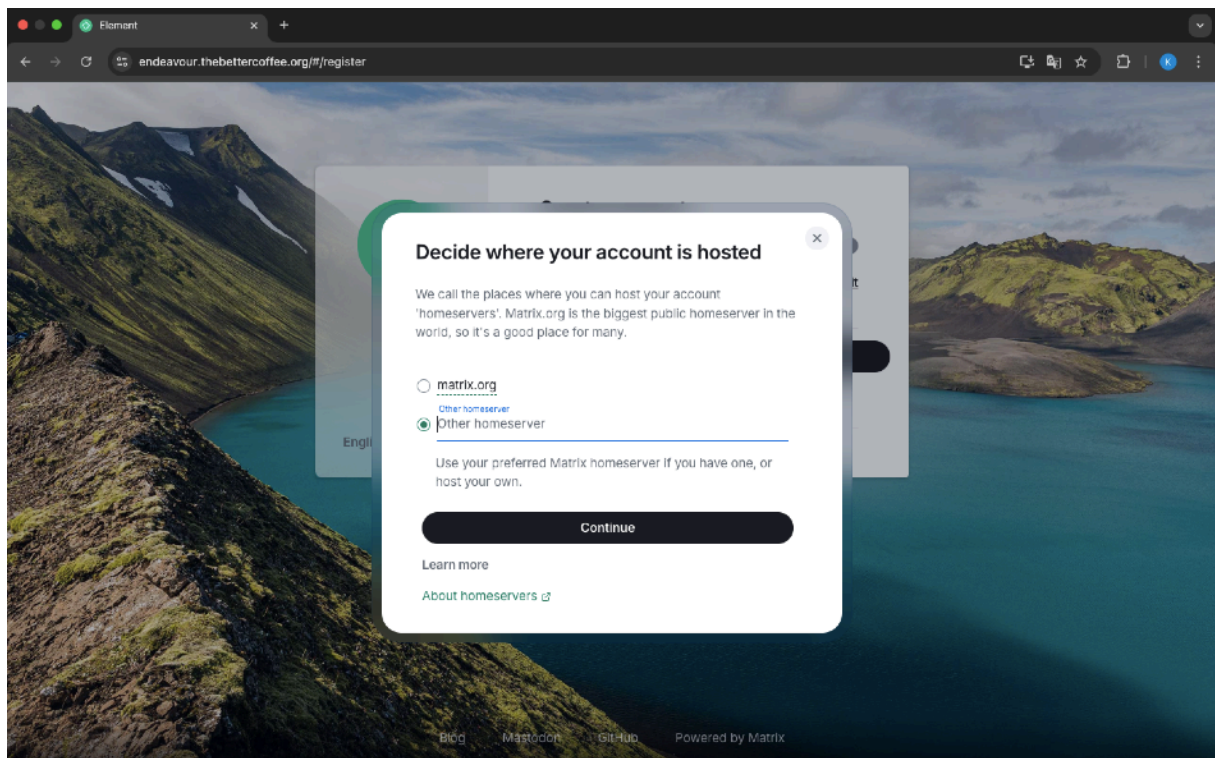 Element
endeavour.thebettercoffee.org/#/register
K
Decide where your account is hosted
We call the places where you can host your account
'homeservers'. Matrix.org is the biggest public homeserver in the
world, so it's a good place for many.
matrix.org
Other homeserver
Other homeserver
Use your preferred Matrix homeserver if you have one, or
host your own.
Continue
Learn more
About homeservers
Blog Mastodon GitHub Powered by Matrix